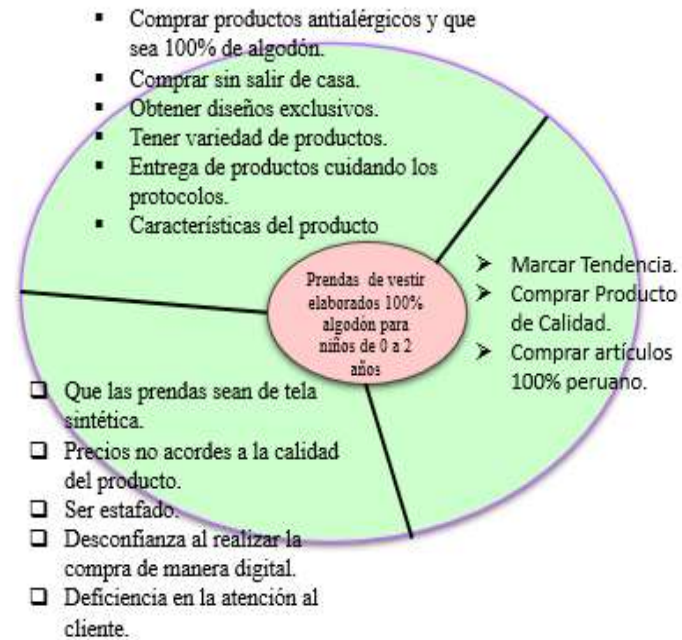 ▪ Comprar productos antialérgicos y que
sea 100% de algodón.
▪ Comprar sin salir de casa.
▪ Obtener diseños exclusivos.
▪ Tener variedad de productos.
▪ Entrega de productos cuidando los
protocolos.
▪ Características del producto
Prendas de vestir
elaborados 100%
algodón para
niños de 0 a 2
años
➢ Marcar Tendencia.
➢ Comprar Producto
de Calidad.
➢ Comprar artículos
100% peruano.
❑ Que las prendas sean de tela
sintética.
❑ Precios no acordes a la calidad
del producto.
❑ Ser estafado.
❑ Desconfianza al realizar la
compra de manera digital.
❑ Deficiencia en la atención al
cliente.